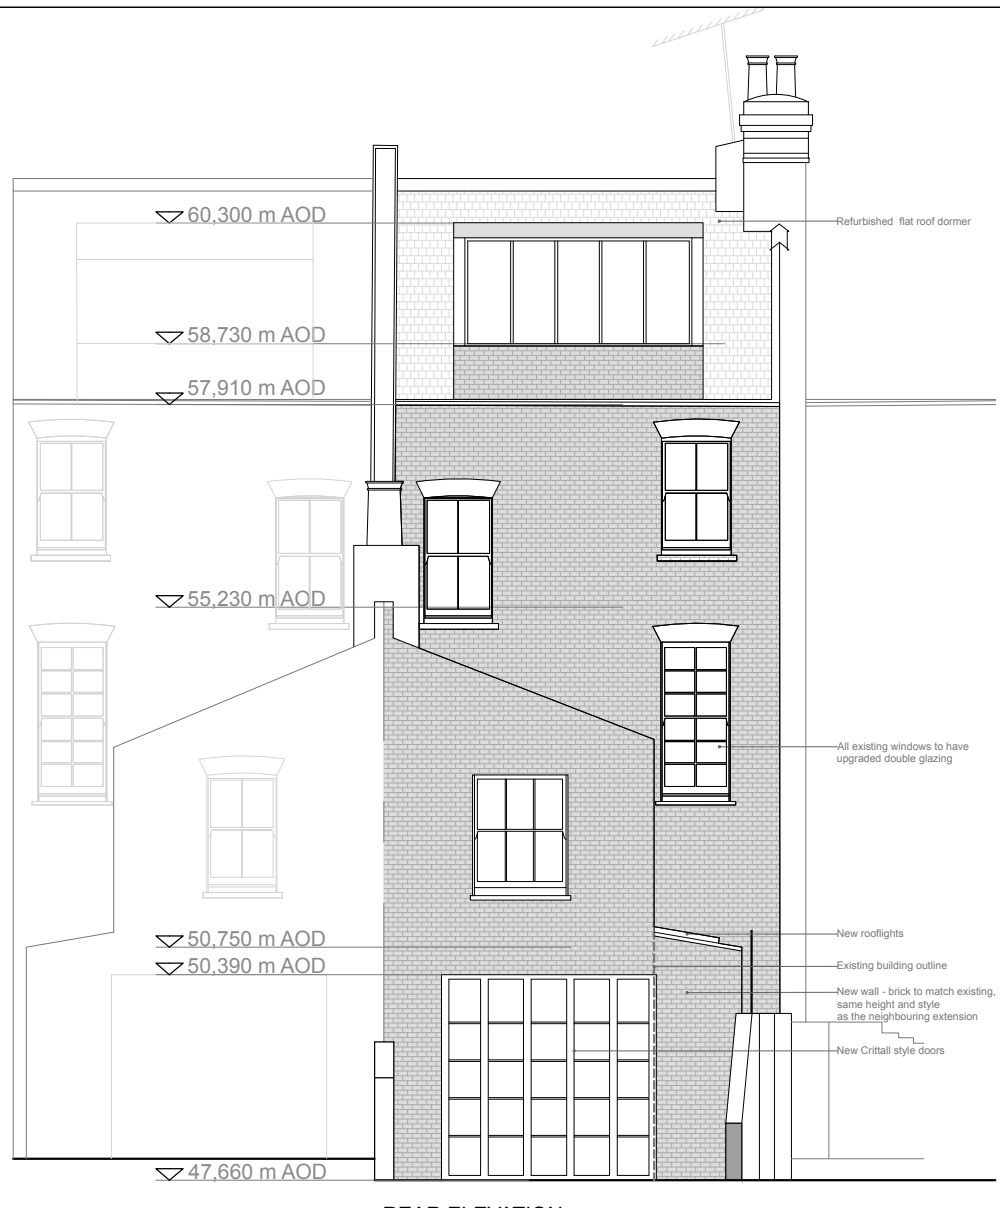 60,300 m AOD
Refurbished flat roof dormer
58,730 m AOD
57,910 m AOD
55,230 m AOD
All existing windows to have
upgraded double glazing
New rooflights
50,750 m AOD
50,390 m AOD
Existing building outline
New wall - brick to match existing,
same height and style
as the neighbouring extension
New Crittall style doors
47,660 m AOD
REAR ELEVATION